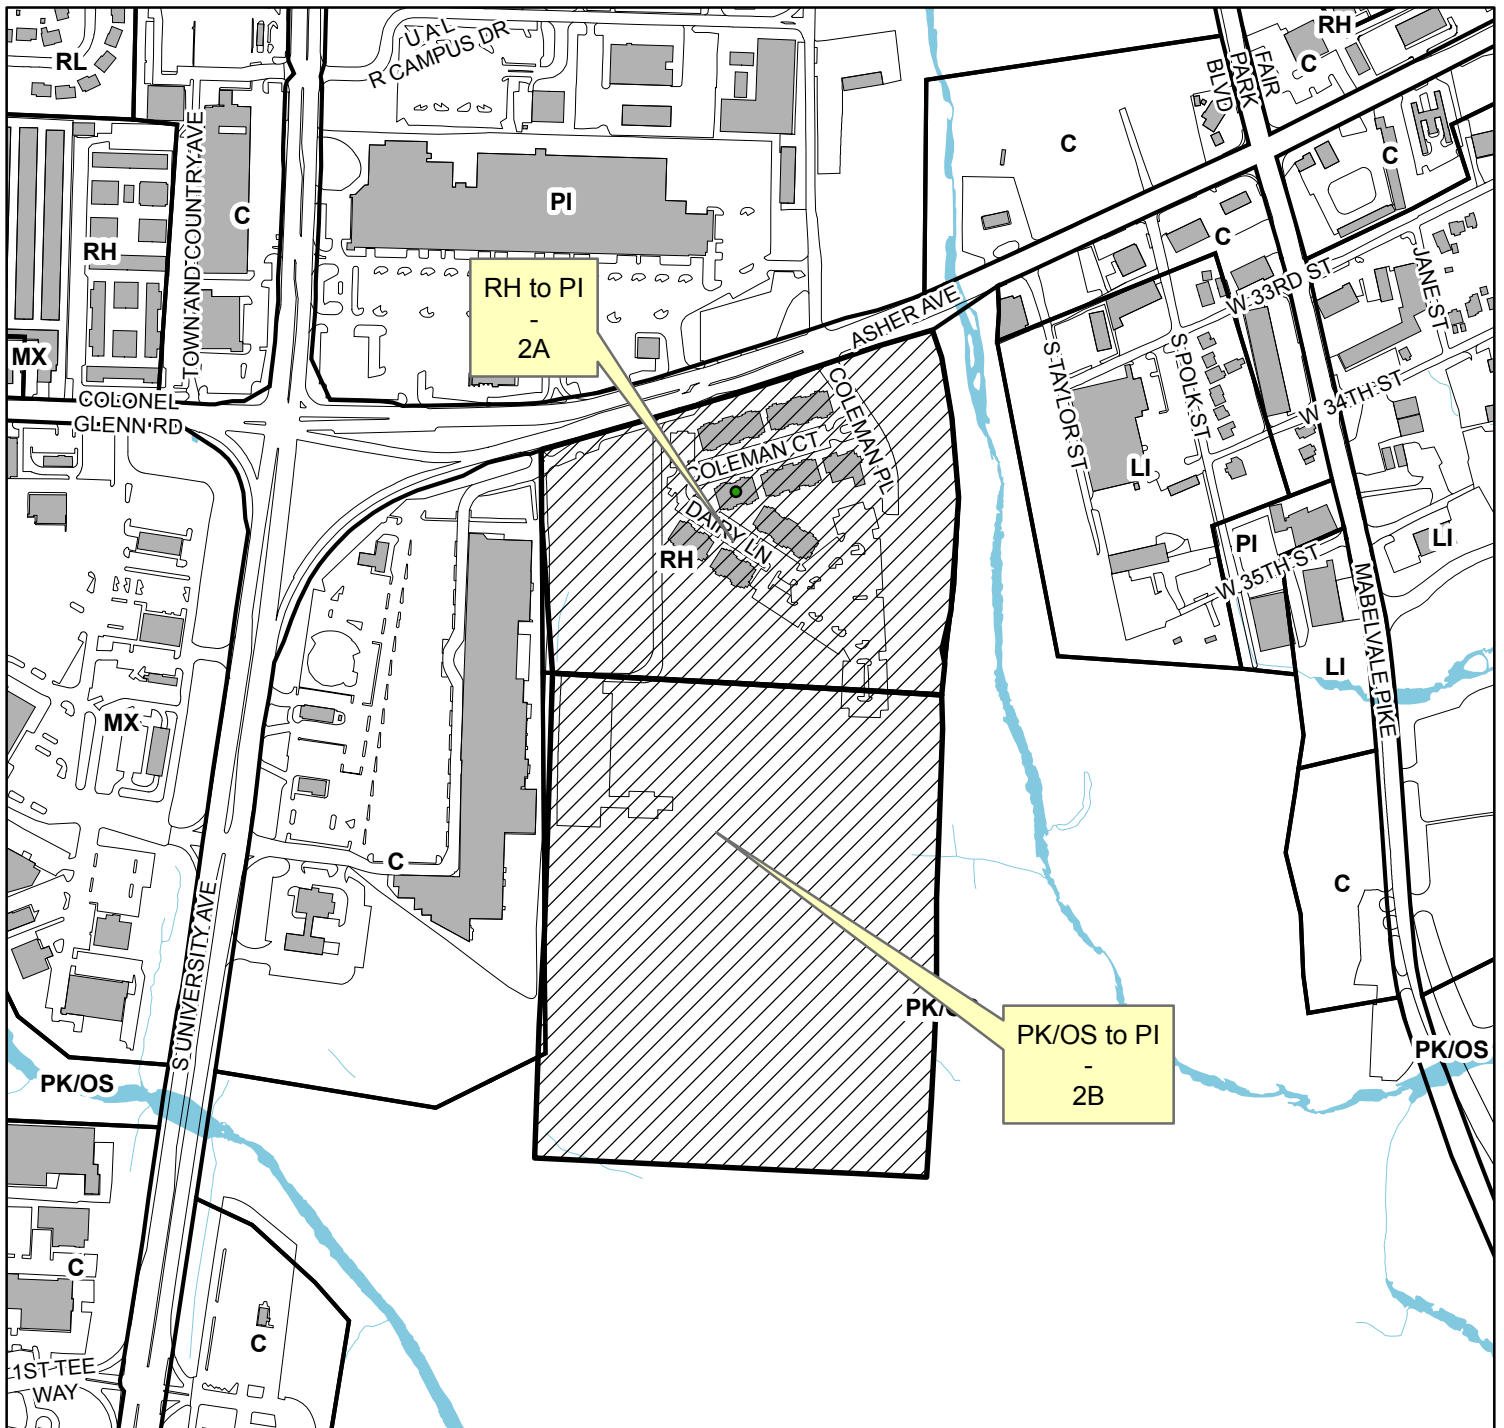 U A L
R CAMPUS DR
RL
RH
FAIR
PARK
BLVD
C
C
C
TOWN AND COUNTRY AVE
C
PI
RH
C
JANE ST
W 33RD ST
RH to PI
-
2A
MX
ASHER AVE
COLONEL
GLENN RD
COLEMAN PL
S TAYLOR ST
S POLK ST
W 34TH ST
COLEMAN CT
LI
DAIRY LN
RH
PI
LI
W 35TH ST
MABELVALE PIKE
LI
MX
C
C
S UNIVERSITY AVE
PK/OS to PI
-
2B
PK/OS
PK/OS
C
C
1ST TEE
WAY